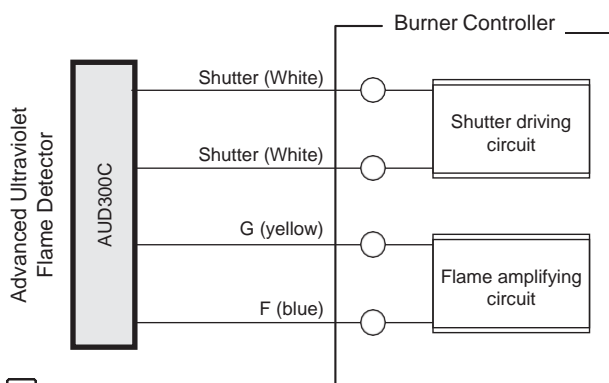 Burner Controller
Advanced Ultraviolet
Flame Detector
AUD300C
Shutter (White)
Shutter (White)
G (yellow)
F (blue)
Shutter driving
circuit
Flame amplifying
circuit